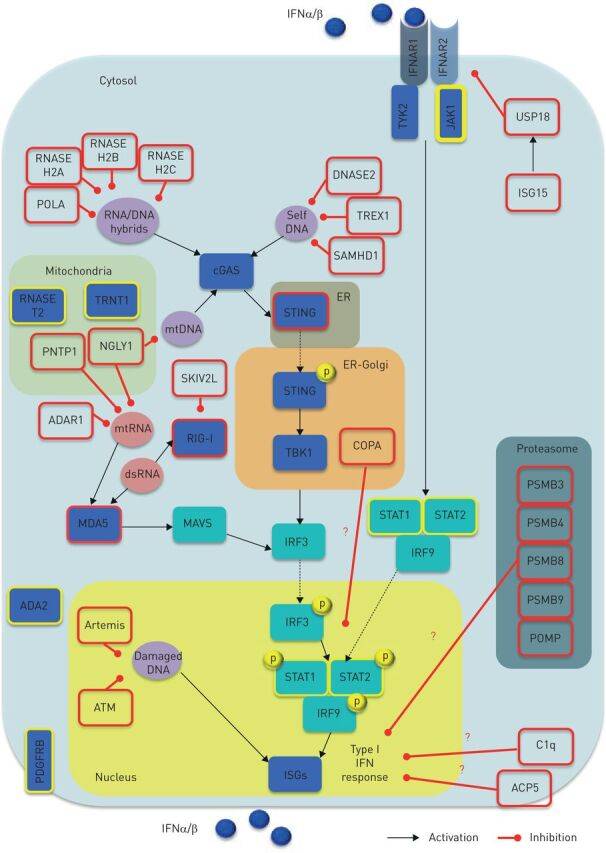 IFNα/β
IFNAR1
IFNAR2
Cytosol
TYK2
JAK1
USP18
ISG15
RNASE
H2A
RNASE
H2B
RNASE
H2C
POLA
RNA/DNA
hybrids
DNASE2
Self
DNA
TREX1
SAMHD1
cGAS
Mitochondria
RNASE
T2
TRNT1
mtDNA
STING
ER
PNTP1
NGLY1
ER-Golgi
p
STING
SKIV2L
ADAR1
mtRNA
RIG-I
TBK1
COPA
dsRNA
Proteasome
PSMB3
PSMB4
PSMB8
PSMB9
POMP
MDA5
MAVS
IRF3
?
STAT1
STAT2
IRF9
ADA2
Artemis
Damaged
DNA
ATM
p
IRF3
?
p
STAT1
STAT2
p
IRF9
p
PDGFRB
Nucleus
ISGs
Type I
IFN
response
?
C1q
?
ACP5
IFNα/β
Activation
Inhibition